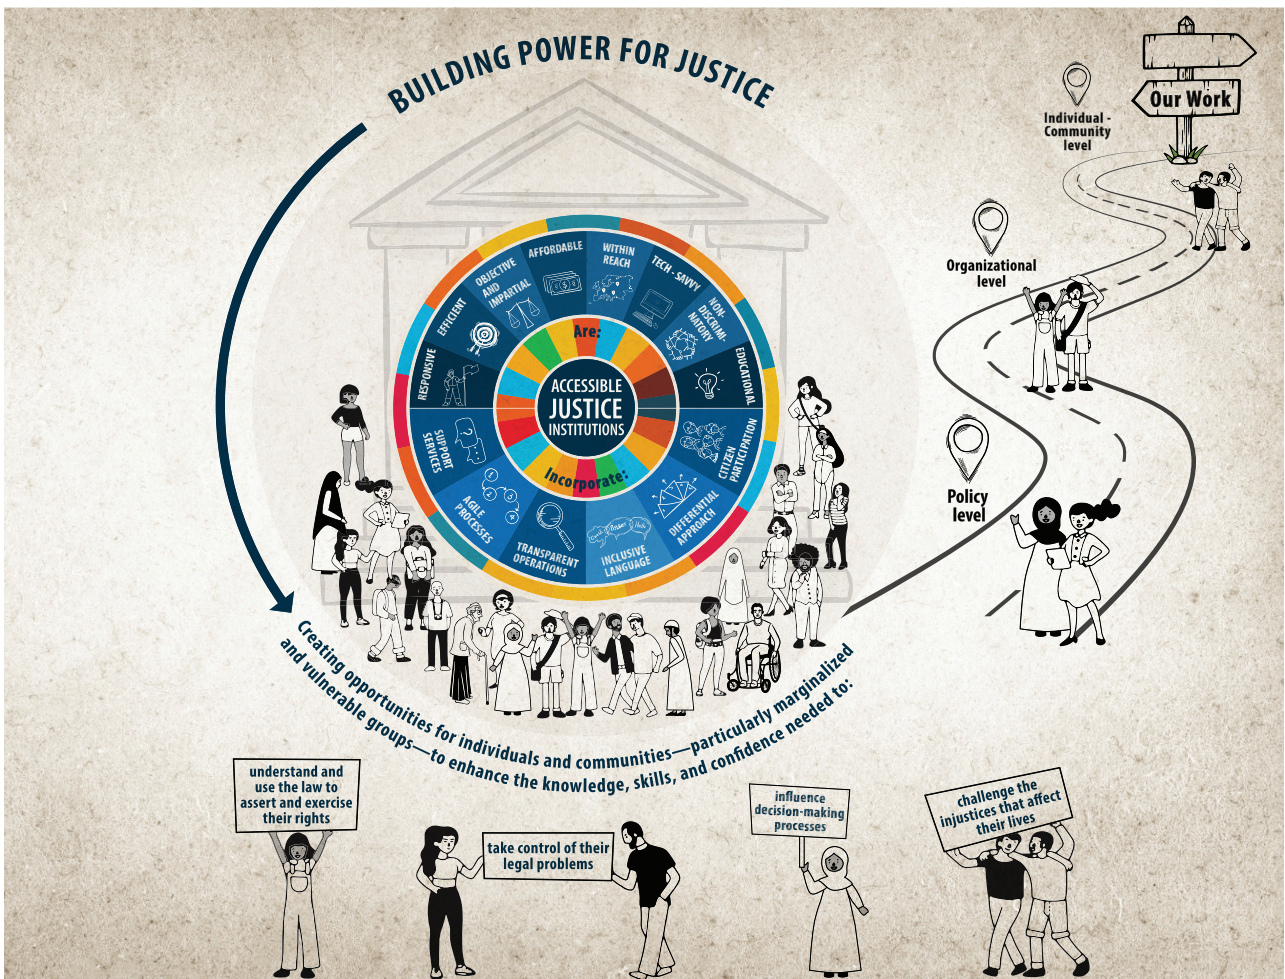 BUILDING POWER FOR JUSTICE
Our Work
Individual -
Community
level
Organizational
level
Policy
level
ACCESSIBLE
JUSTICE
INSTITUTIONS
Are:
RESPONSIVE
EFFICIENT
OBJECTIVE
AND
IMPARTIAL
AFFORDABLE
WITHIN
REACH
TECH - SAVVY
NON-
DISCRIMI-
NATORY
EDUCATIONAL
Incorporate:
SUPPORT
SERVICES
AGILE
PROCESSES
TRANSPARENT
OPERATIONS
INCLUSIVE
LANGUAGE
DIFFERENTIAL
APPROACH
CITIZEN
PARTICIPATION
Creating opportunities for individuals and communities—particularly marginalized
and vulnerable groups—to enhance the knowledge, skills, and confidence needed to:
understand and
use the law to
assert and exercise
their rights
take control of their
legal problems
influence
decision-making
processes
challenge the
injustices that affect
their lives